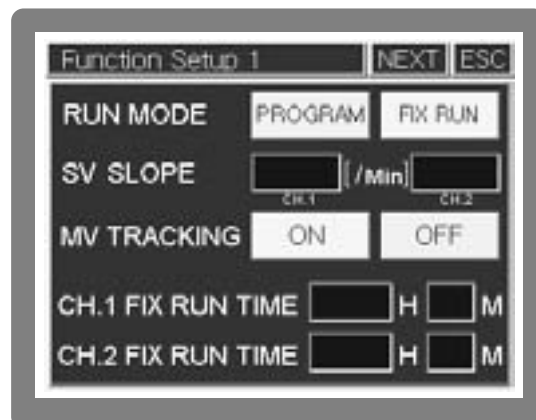 Function Setup 1 NEXT ESC
RUN MODE PROGRAM FIX RUN
SV SLOPE [/Min]
CH.1 CH.2
MV TRACKING ON OFF
CH.1 FIX RUN TIME H M
CH.2 FIX RUN TIME H M